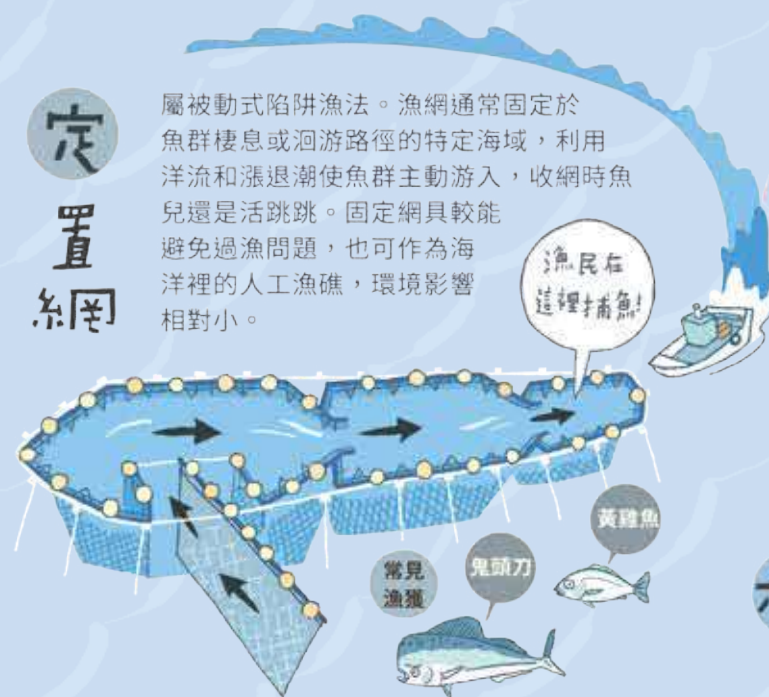 定
置
網
屬被動式陷阱漁法。漁網通常固定於
魚群棲息或洄游路徑的特定海域，利用
洋流和漲退潮使魚群主動游入，收網時魚
兒還是活跳跳。固定網具較能
避免過漁問題，也可作為海
洋裡的人工漁礁，環境影響
相對小。
漁民在
這裡捕魚!
黃雞魚
鬼頭刀
常見
漁獲